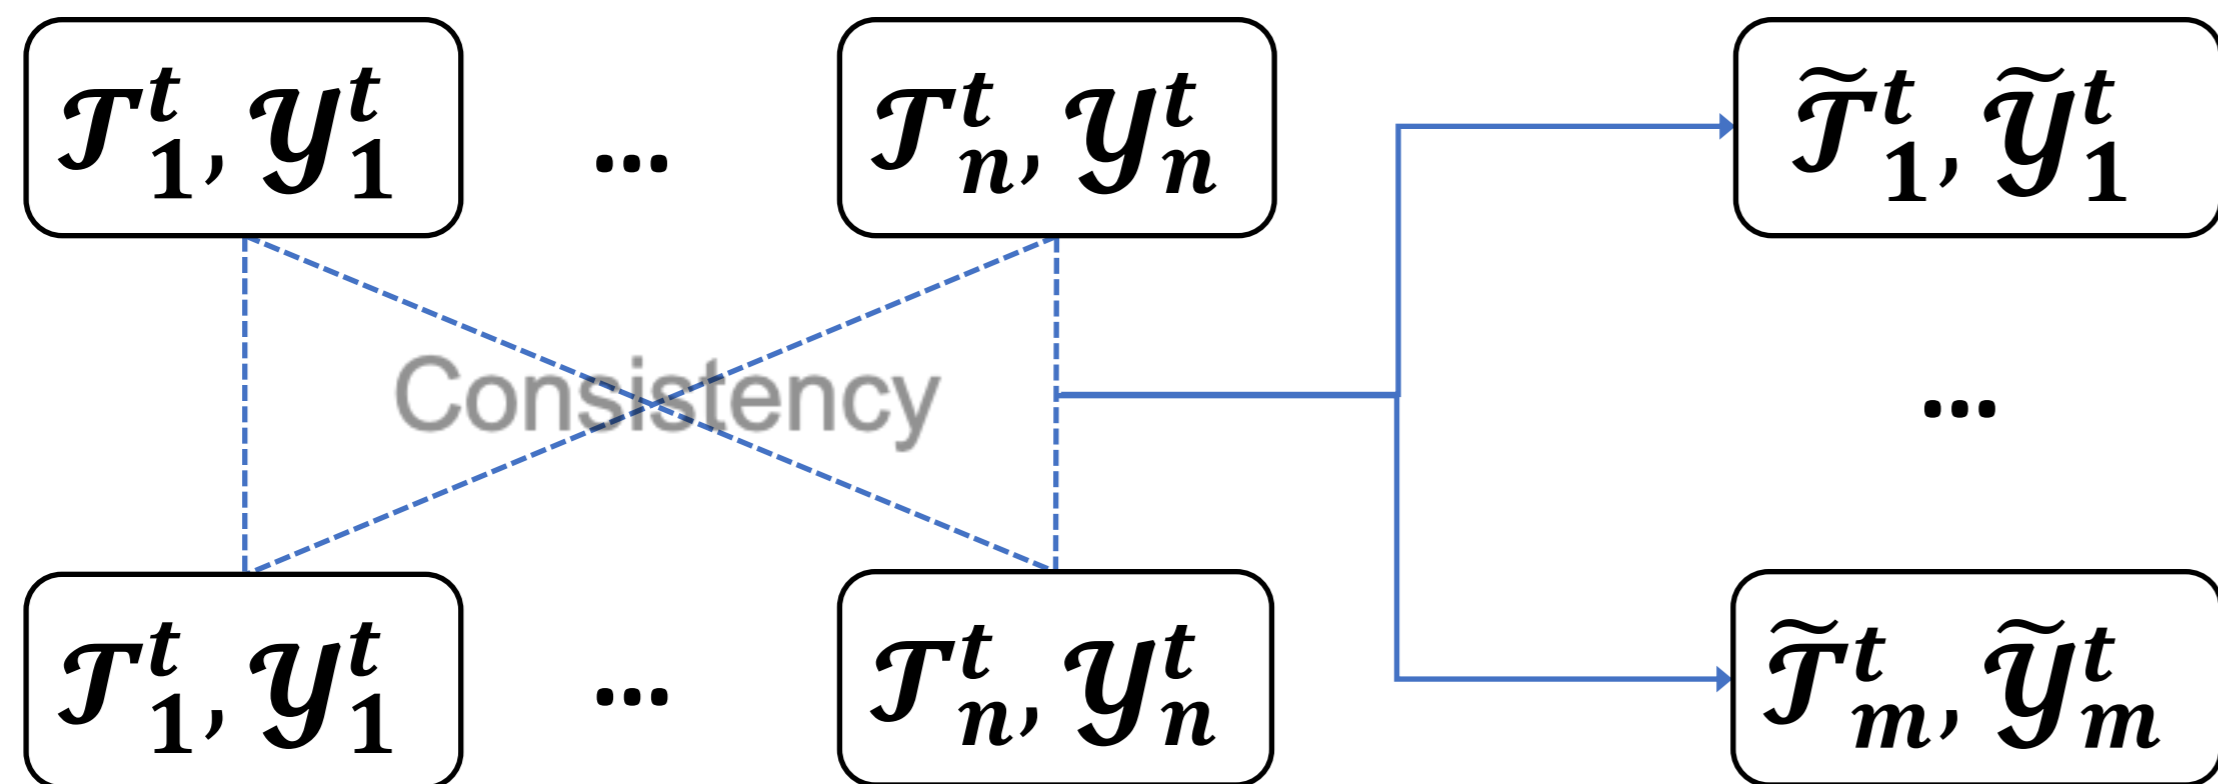 𝒯₁ᵗ, 𝒴₁ᵗ ... 𝒯ₙᵗ, 𝒴ₙᵗ 𝒯̃₁ᵗ, 𝒴̃₁ᵗ
Consistency ...
𝒯₁ᵗ, 𝒴₁ᵗ ... 𝒯ₙᵗ, 𝒴ₙᵗ 𝒯̃ₘᵗ, 𝒴̃ₘᵗ